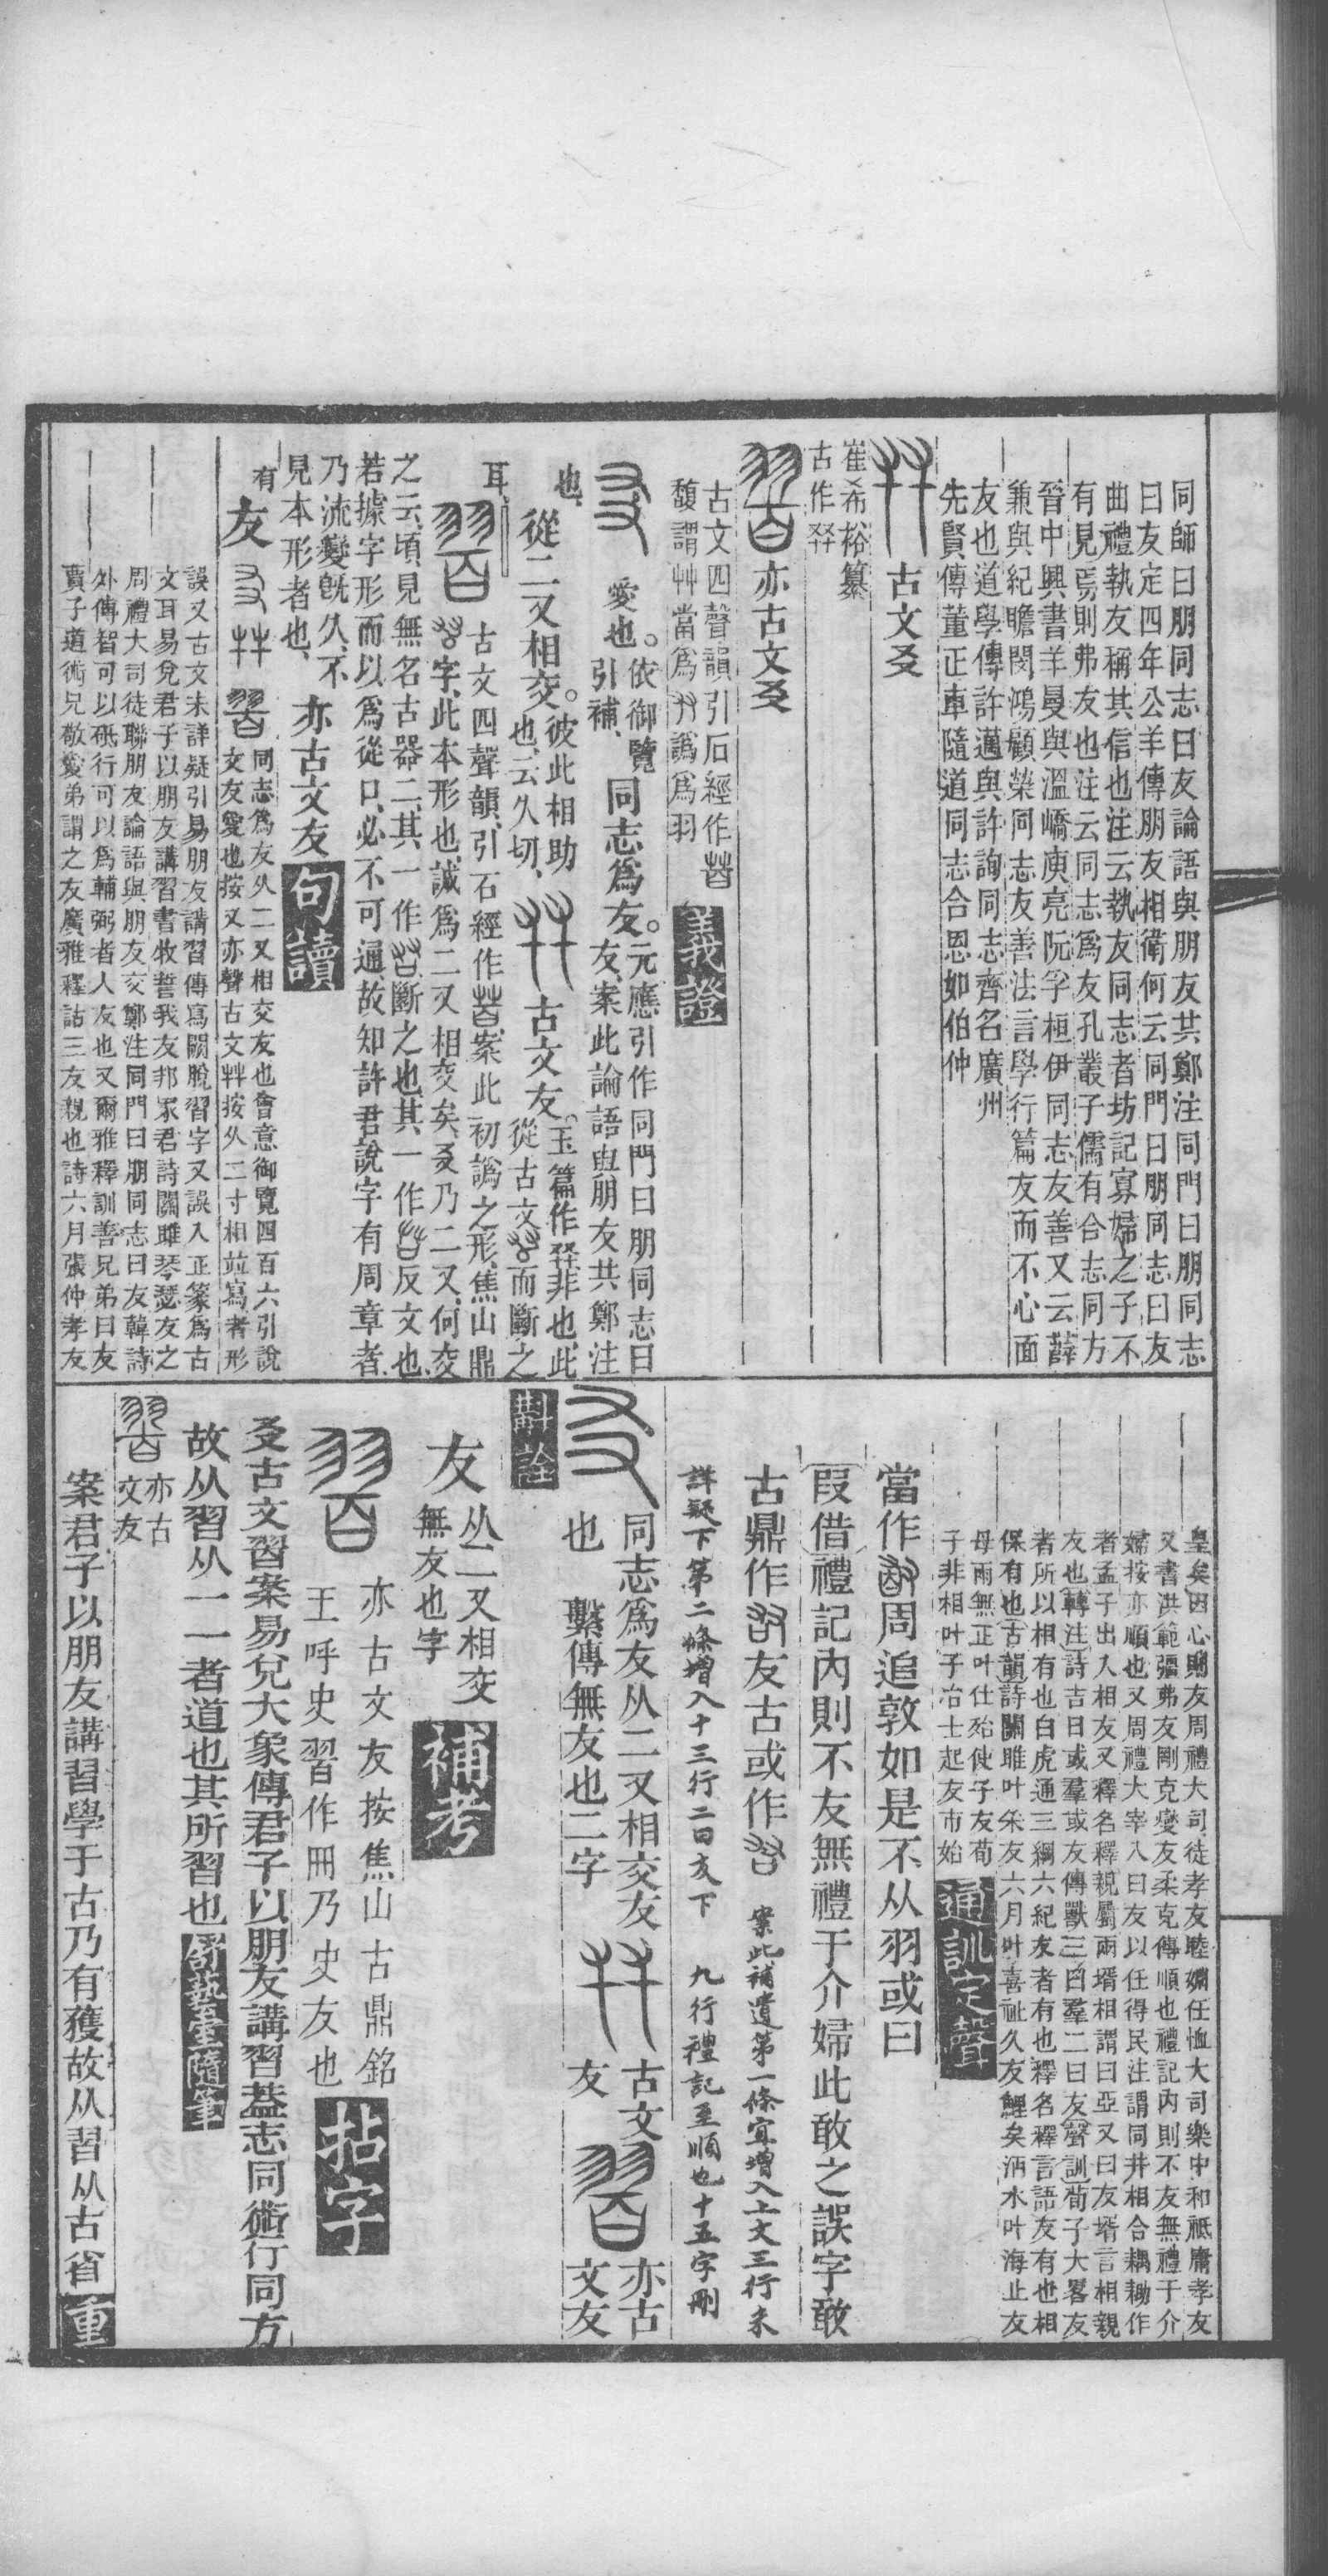 同師曰朋同志曰友論語與朋友共鄭注同門曰朋同志
曰友定四年公羊傳朋友相衛何云同門曰朋同志曰友
曲禮執友稱其信也注云執友同志者坊記寡婦之子不
有見焉則弗友也注云同志爲友孔叢子儒有合志同方
晉中興書羊曼與溫嶠庾亮阮孚桓伊同志友善又云薛
兼與紀瞻閔鴻顧榮同志友善法言學行篇友而不心面
友也道學傳許邁與許詢同志齊名廣州
先賢傳董正車隨道同志合恩如伯仲
古文㕛
崔希裕纂
古作
亦古文㕛
古文四聲韻引石經作
馥謂艸當爲 譌爲羽
義證
愛也。依御覽引補、
同志爲友。元應引作同門曰朋同志曰
友、案此論語與朋友共鄭注
也、
從二又相交。彼此相助
也、云久切、
古文友。玉篇作 非也、此
從古文 而斷之
耳、
古文四聲韻、引石經作 案此初譌之形、焦山鼎
字、此本形也、誠爲二又相交矣、㕛乃二又、何交
之云、頃見無名古器二、其一作 斷之也、其一作 反文也、
若據字形而以爲從口、必不可通、故知許君說字有周章者、
乃流變旣久、不
見本形者也、
亦古文友
句讀
有
友
同志爲友从二又相交友也會意御覽四百六引說
文友愛也按又亦聲古文艸按从二寸相竝寫者形
誤又古文未詳疑引易朋友講習傳寫闕脫習字又誤入正篆爲古
文耳易兌君子以朋友講習書牧誓我友邦冢君詩關雎琴瑟友之
周禮大司徒聯朋友論語與朋友交鄭注同門曰朋同志曰友韓詩
外傳智可以砥行可以爲輔弼者人友也又爾雅釋訓善兄弟曰友
賈子道術兄敬愛弟謂之友廣雅釋詁三友親也詩六月張仲孝友
皇矣因心則友周禮大司徒孝友睦婣任恤大司樂中和祗庸孝友
又書洪範彊弗友剛克燮友柔克傳順也禮記內則不友無禮于介
婦按亦順也又周禮大宰八曰友以任得民注謂同井相合耦耡作
者孟子出入相友又釋名釋親屬兩壻相謂曰亞又曰友壻言相親
友也轉注詩吉日或羣或友傳獸三曰羣二曰友聲訓荀子大畧友
者所以相有也白虎通三綱六紀友者有也釋名釋言語友有也相
保有也古韻詩關雎叶采友六月叶喜祉久友鯉矣沔水叶海止友
母雨無正叶仕殆使子友荀
子非相叶子冶士起友市始
通訓定聲
當作 周追敦如是不从羽或曰
叚借禮記內則不友無禮于介婦此敢之誤字敢
古鼎作 友古或作
案此補遺第一條宜增入上文三行未
詳疑下第二條增入十三行二曰友下 九行禮記至順也十五字刪
同志爲友从二又相交友
也 繫傳無友也二字
古文
友
亦古
文友
斠詮
友
从二又相交
無友也字
補考
亦古文友按焦山古鼎銘
王呼史習作冊乃史友也
拈字
㕛古文習案易兌大象傳君子以朋友講習蓋志同術行同方
故从習从一一者道也其所習也
舒藝室隨筆
亦古
文友
案君子以朋友講習學于古乃有獲故从習从古省
重